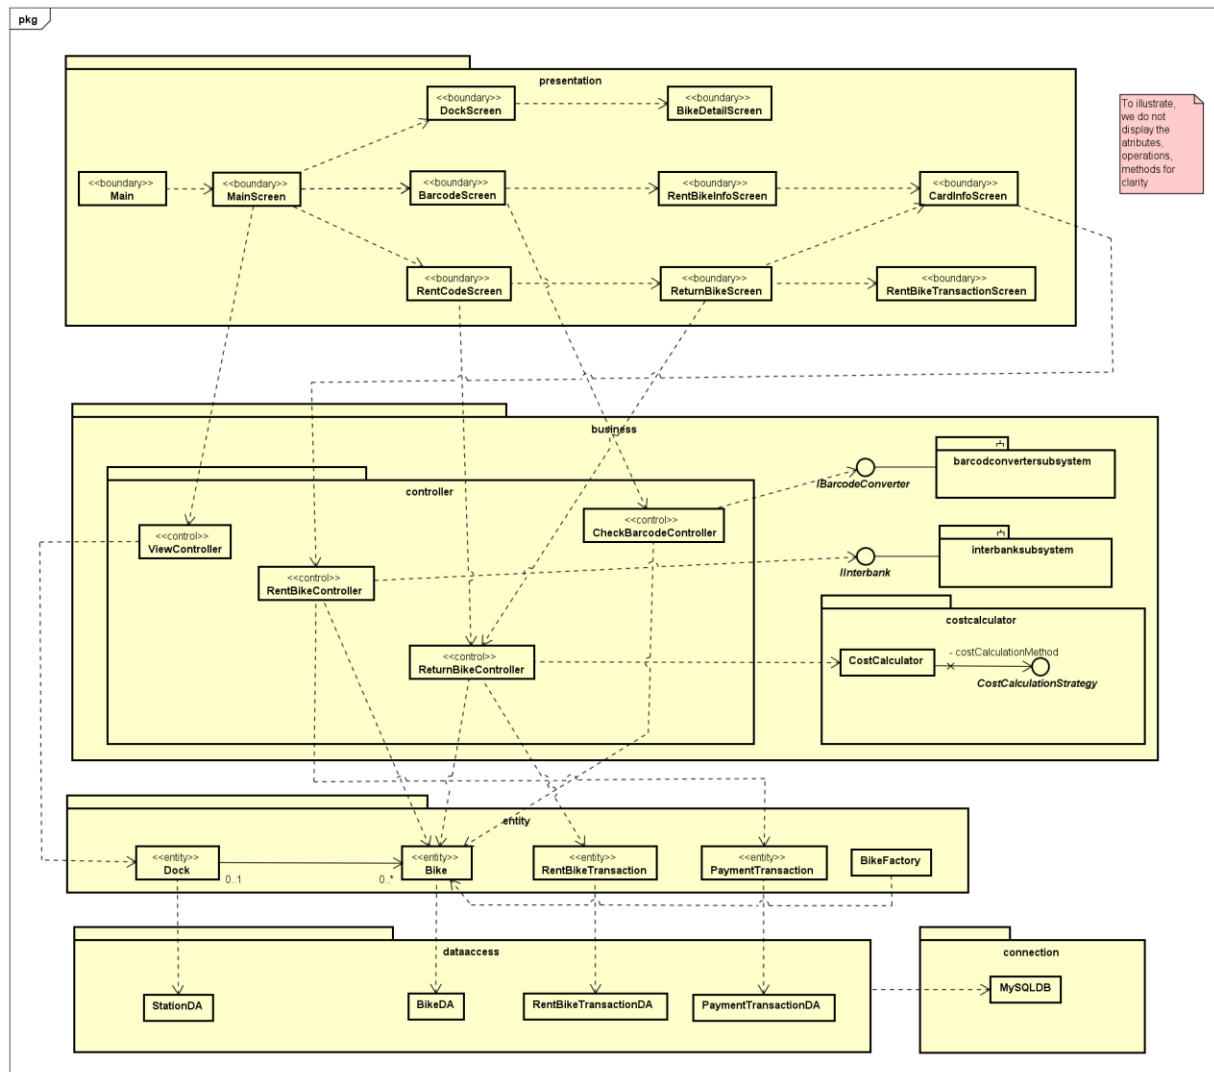 pkg
presentation
<<boundary>>
DockScreen
<<boundary>>
BikeDetailScreen
To illustrate,
we do not
display the
atributes,
operations,
methods for
clarity
<<boundary>>
Main
<<boundary>>
MainScreen
<<boundary>>
BarcodeScreen
<<boundary>>
RentBikeInfoScreen
<<boundary>>
CardInfoScreen
<<boundary>>
RentCodeScreen
<<boundary>>
ReturnBikeScreen
<<boundary>>
RentBikeTransactionScreen
business
controller
<<control>>
ViewController
<<control>>
RentBikeController
<<control>>
CheckBarcodeController
<<control>>
ReturnBikeController
IBarcodeConverter
barcodconvertersubsystem
IInterbank
interbanksubsystem
costcalculator
CostCalculator
- costCalculationMethod
CostCalculationStrategy
entity
<<entity>>
Dock
0..1
0..*
<<entity>>
Bike
<<entity>>
RentBikeTransaction
<<entity>>
PaymentTransaction
BikeFactory
dataaccess
StationDA
BikeDA
RentBikeTransactionDA
PaymentTransactionDA
connection
MySQLDB